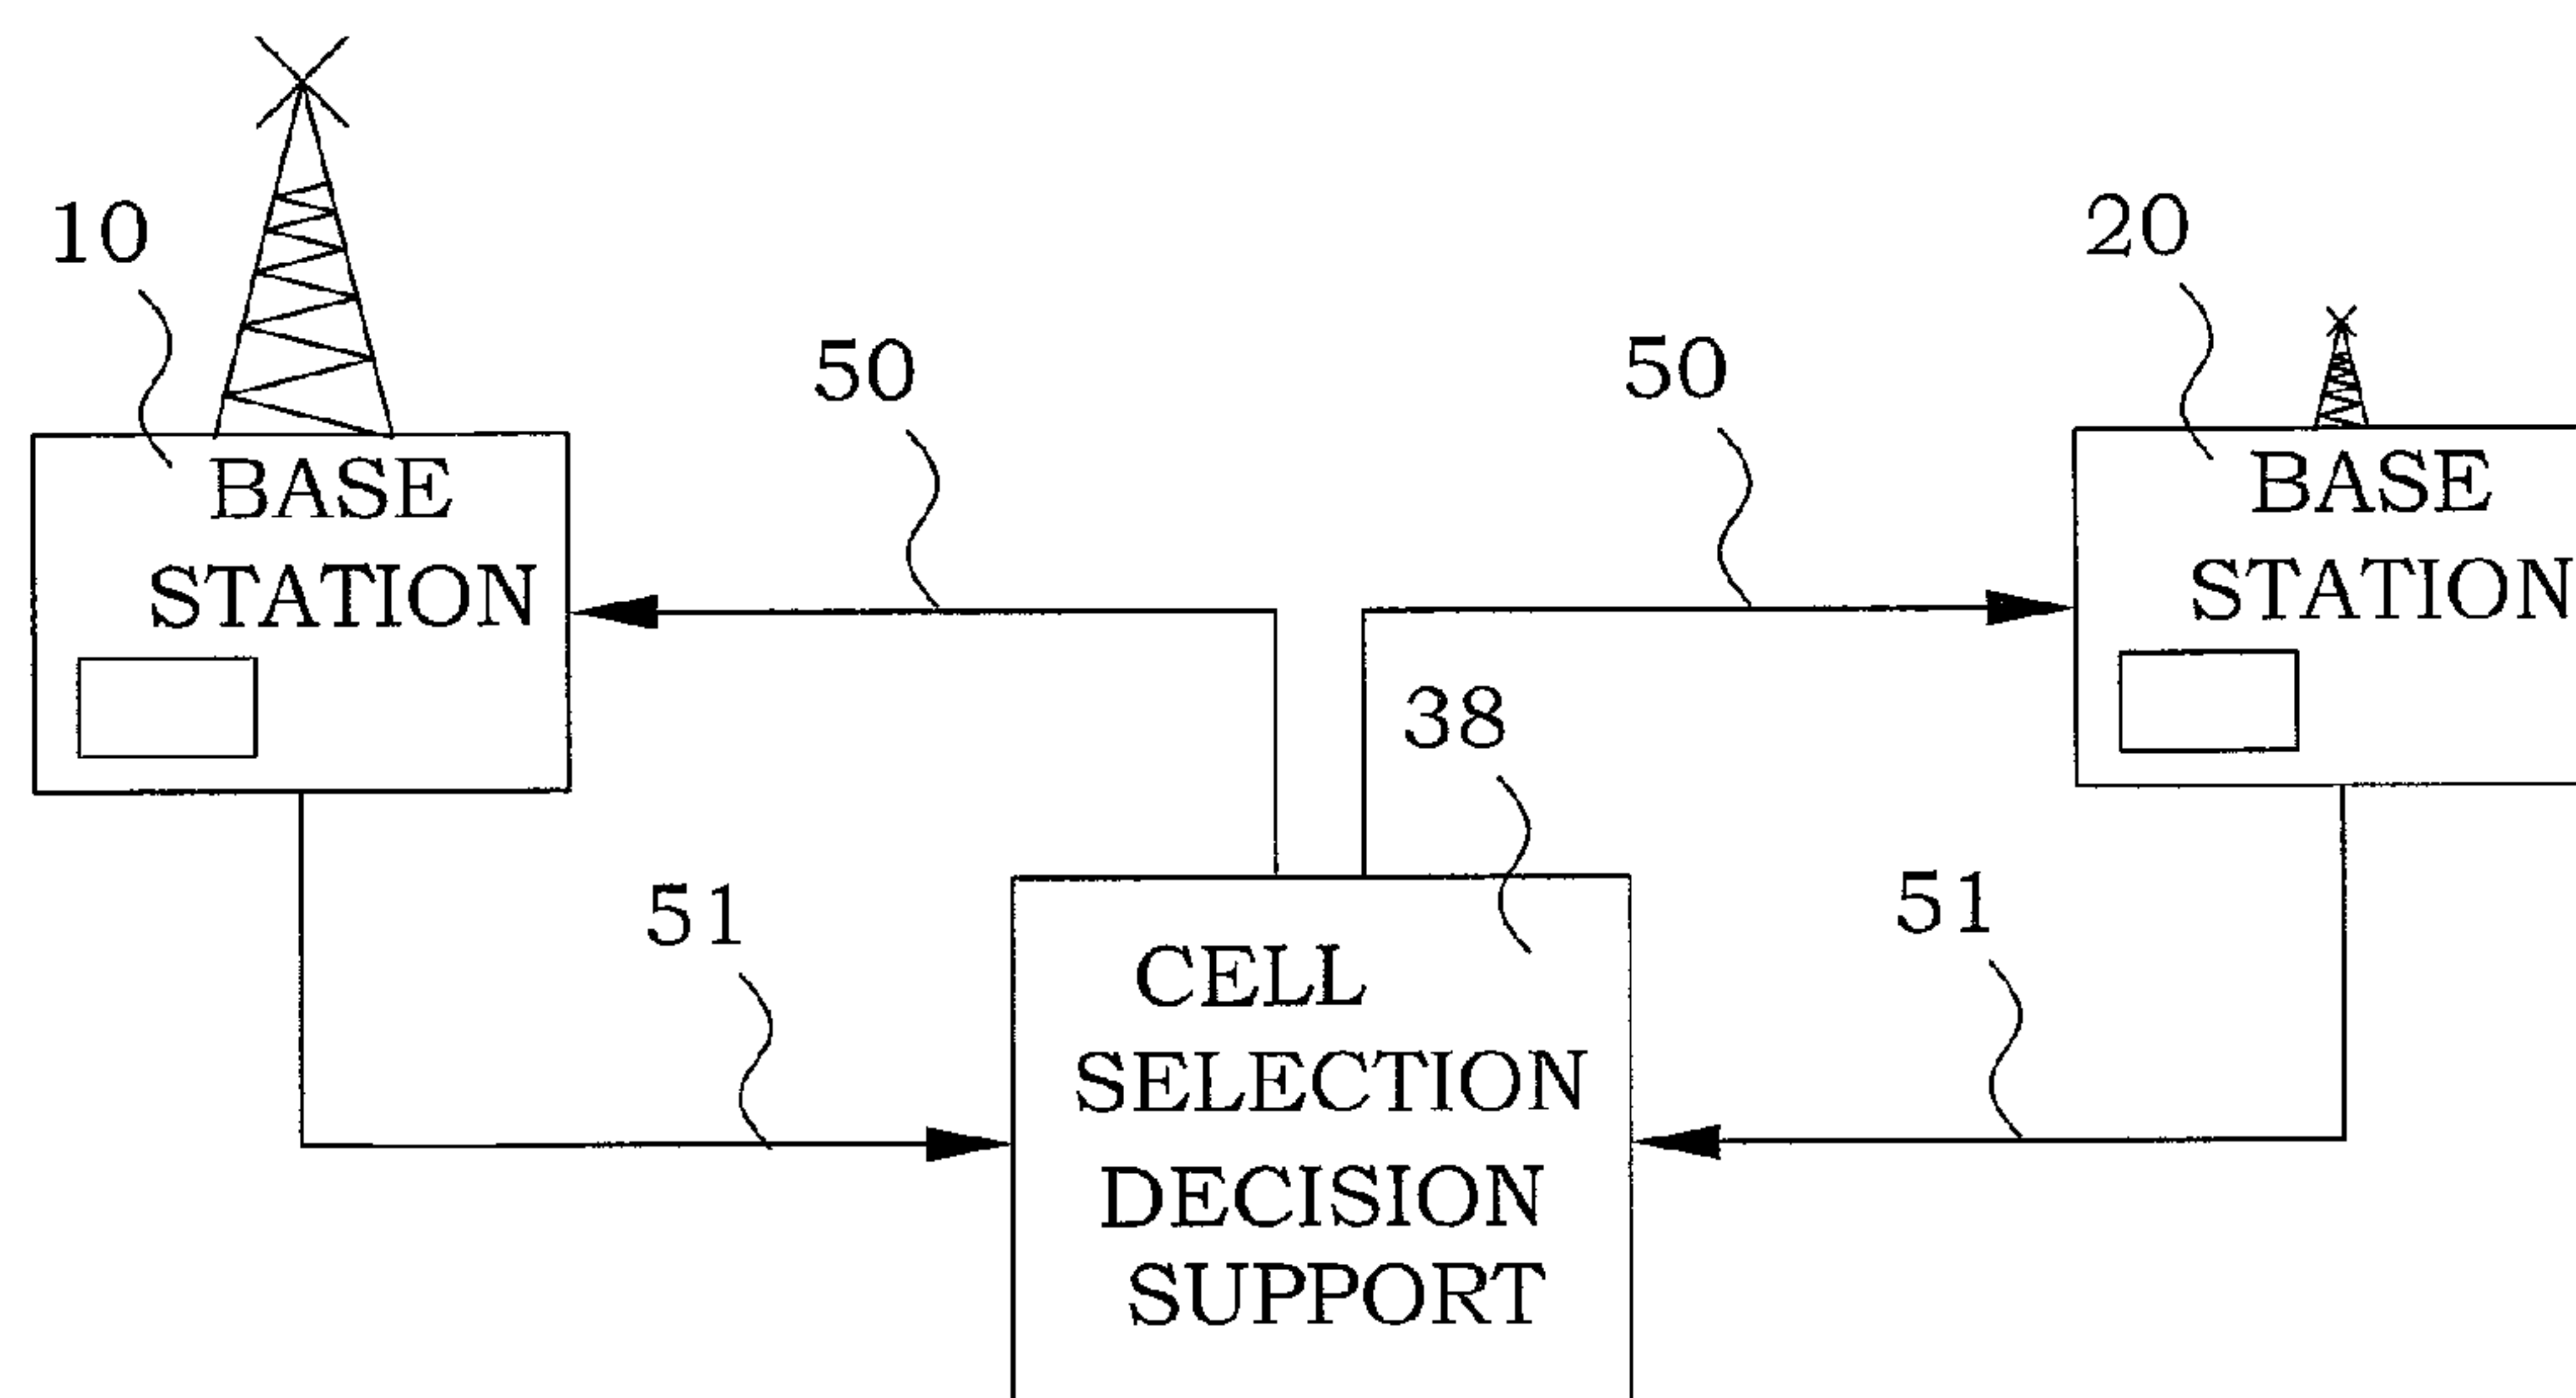 10
20
50
50
BASE
STATION
BASE
STATION
38
51
51
CELL
SELECTION
DECISION
SUPPORT